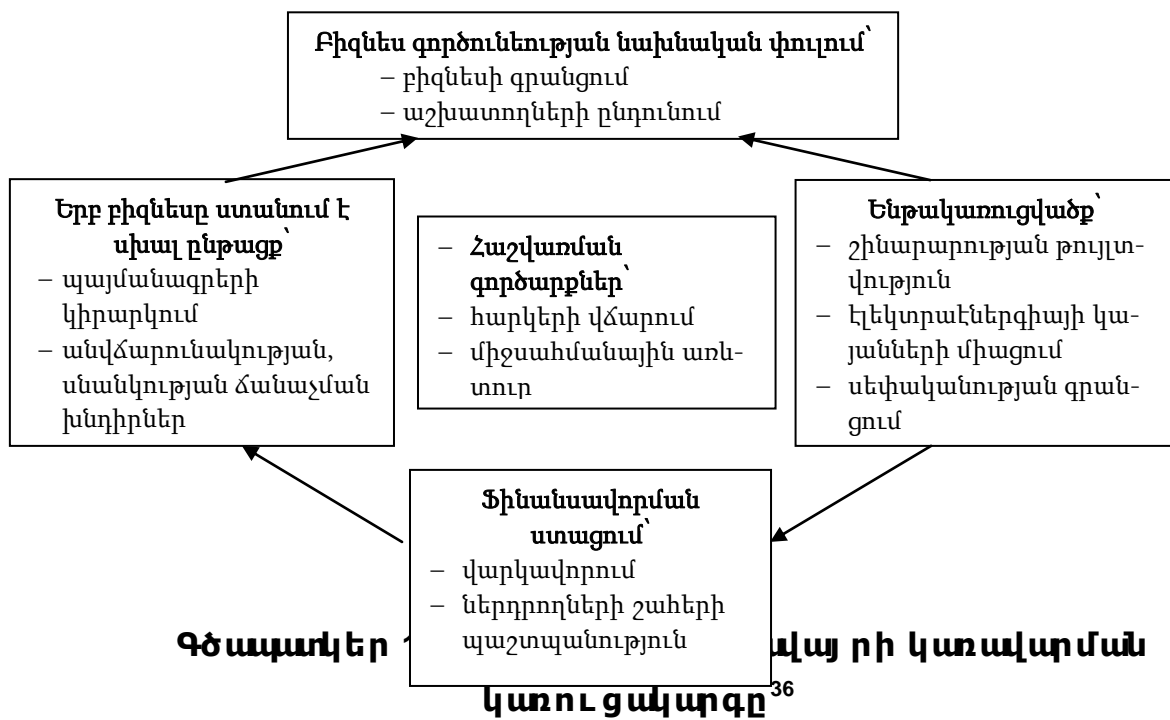 Բիզնես գործունեության նախնական փուլում՝
– բիզնեսի գրանցում
– աշխատողների ընդունում
Երբ բիզնեսը ստանում է
սխալ ընթացք՝
– պայմանագրերի
կիրարկում
– անվճարունակության,
սնանկության ճանաչման
խնդիրներ
– Հաշվառման
գործարքներ՝
– հարկերի վճարում
– միջսահմանային առև-
տուր
Ենթակառուցվածք՝
– շինարարության թույլտ-
վություն
– էլեկտրաէներգիայի կա-
յանների միացում
– սեփականության գրան-
ցում
Ֆինանսավորման
ստացում՝
– վարկավորում
– ներդրողների շահերի
պաշտպանություն
Գծապատկեր կառավարման
կառուցակարգը36